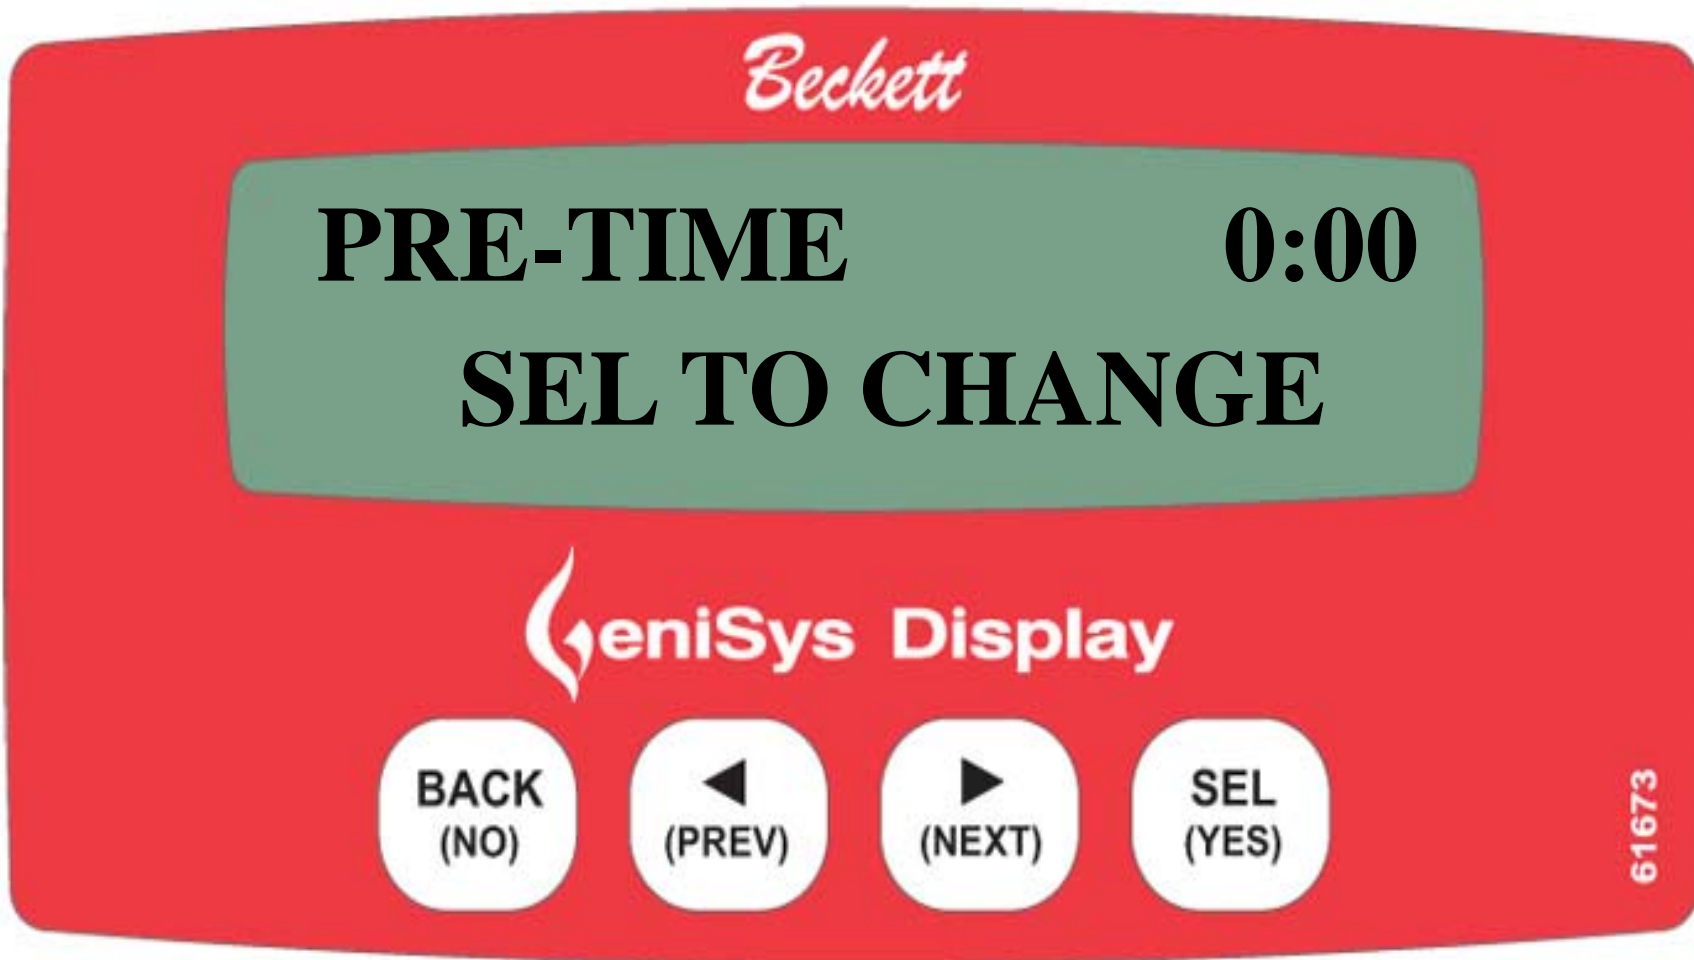 Beckett
PRE-TIME 0:00
SEL TO CHANGE
GeniSys Display
BACK
(NO)
◀
(PREV)
▶
(NEXT)
SEL
(YES)
61673